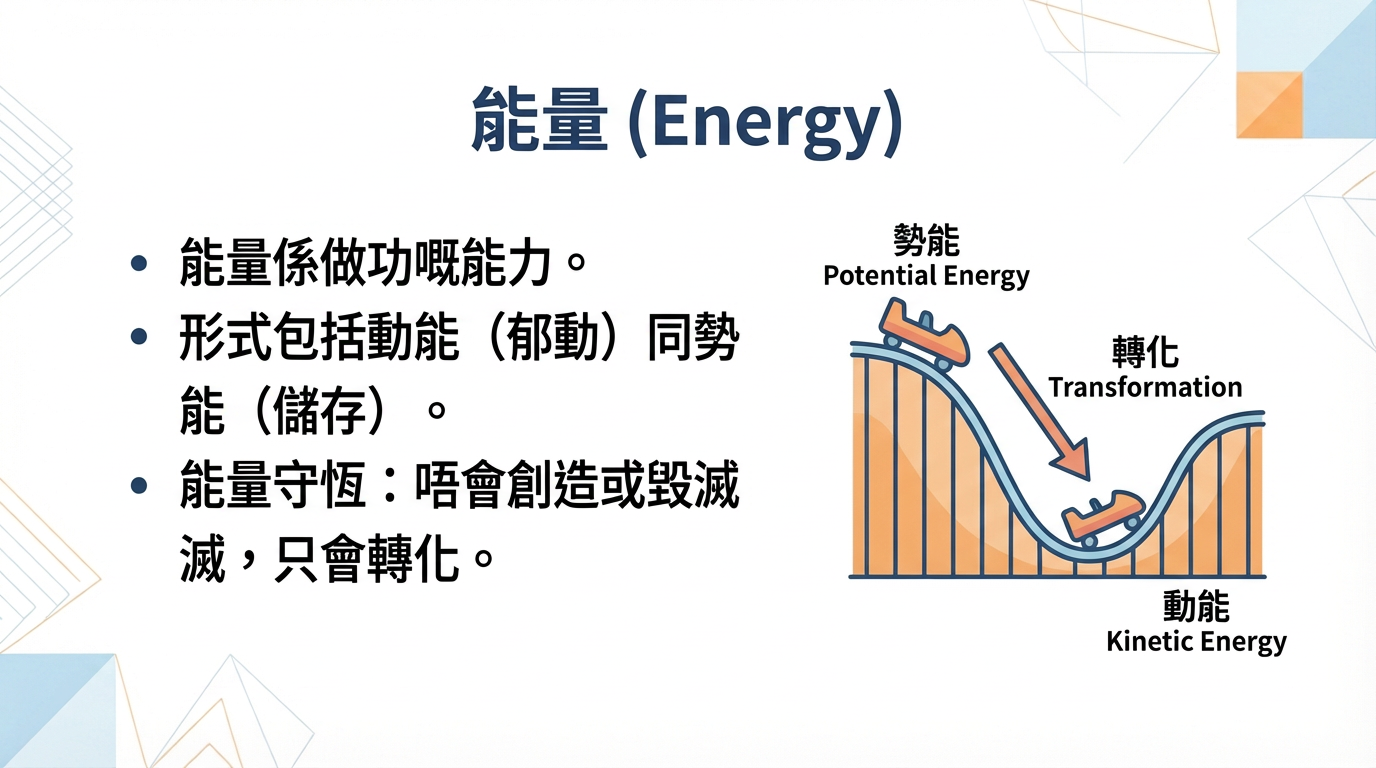 能量 (Energy)
• 能量係做功嘅能力。
• 形式包括動能（郁動）同勢
能（儲存）。
• 能量守恆：唔會創造或毀滅
滅，只會轉化。
勢能
Potential Energy
轉化
Transformation
動能
Kinetic Energy